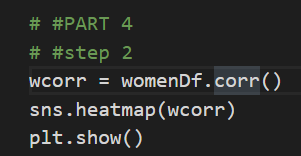 # #PART 4
# #step 2
wcorr = womenDf.corr()
sns.heatmap(wcorr)
plt.show()